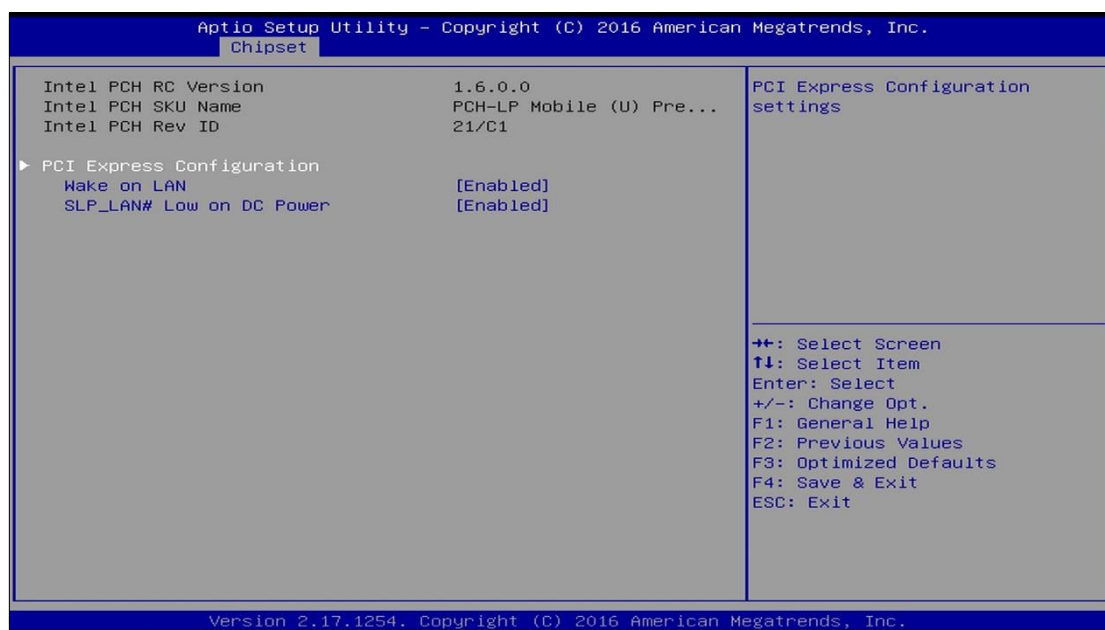 Aptio Setup Utility – Copyright (C) 2016 American Megatrends, Inc.
Chipset
Intel PCH RC Version 1.6.0.0
Intel PCH SKU Name PCH-LP Mobile (U) Pre...
Intel PCH Rev ID 21/C1
▶ PCI Express Configuration
Wake on LAN [Enabled]
SLP_LAN# Low on DC Power [Enabled]
PCI Express Configuration
settings
→←: Select Screen
↑↓: Select Item
Enter: Select
+/-: Change Opt.
F1: General Help
F2: Previous Values
F3: Optimized Defaults
F4: Save & Exit
ESC: Exit
Version 2.17.1254. Copyright (C) 2016 American Megatrends, Inc.